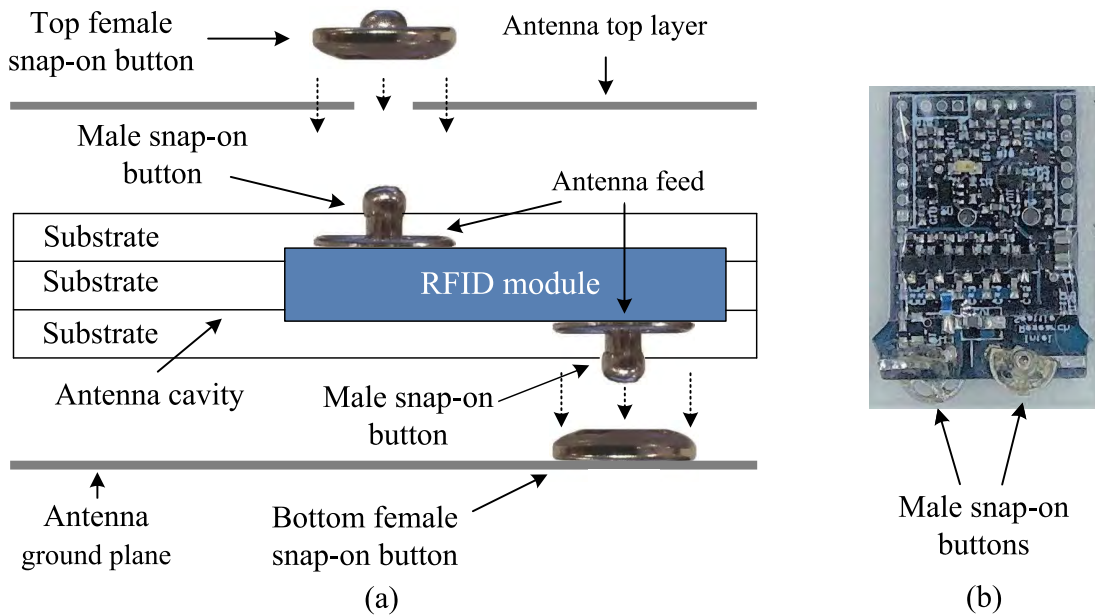 Top female
snap-on button
Antenna top layer
Male snap-on
button
Antenna feed
Substrate
Substrate
Substrate
RFID module
Antenna cavity
Male snap-on
button
Antenna
ground plane
Bottom female
snap-on button
(a)
Male snap-on
buttons
(b)